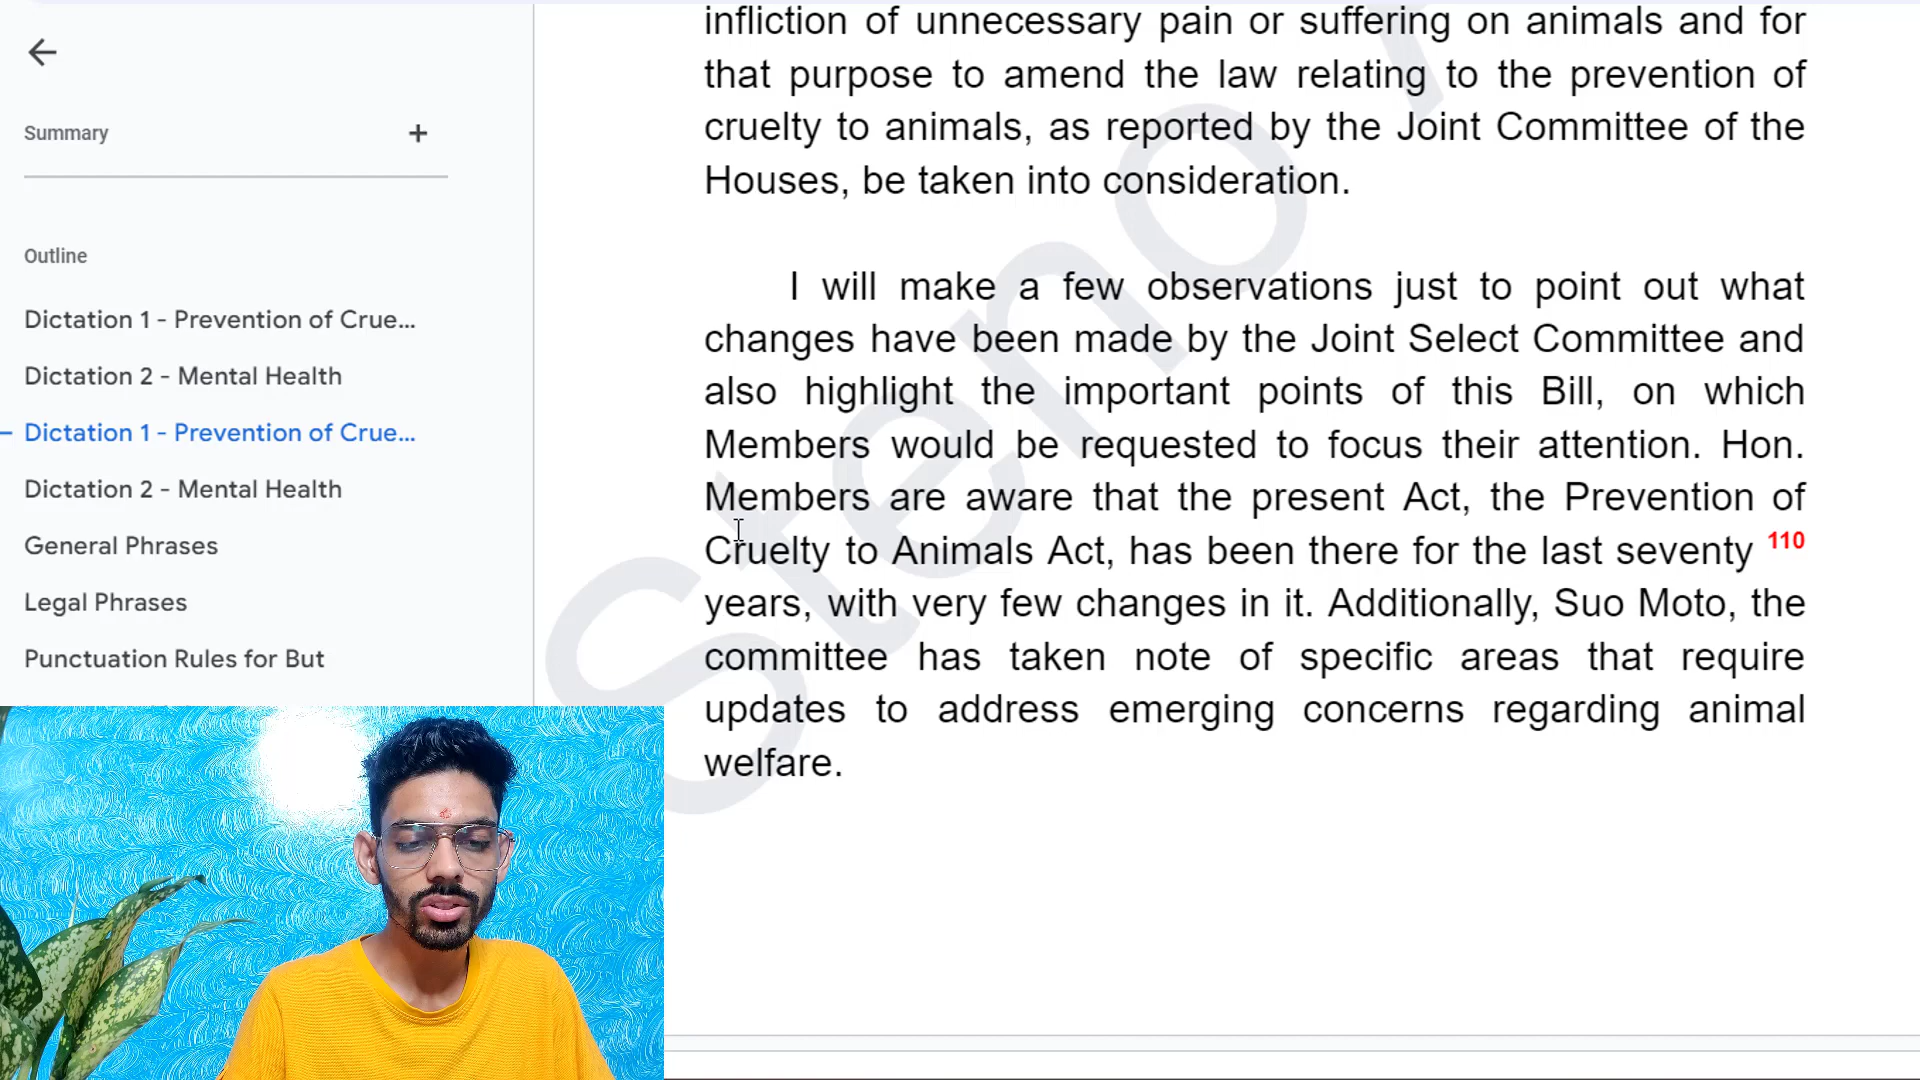 Summary
Outline
Dictation 1 - Prevention of Crue...
Dictation 2 - Mental Health
Dictation 1 - Prevention of Crue...
Dictation 2 - Mental Health
General Phrases
Legal Phrases
Punctuation Rules for But
infliction of unnecessary pain or suffering on animals and for
that purpose to amend the law relating to the prevention of
cruelty to animals, as reported by the Joint Committee of the
Houses, be taken into consideration.
I will make a few observations just to point out what
changes have been made by the Joint Select Committee and
also highlight the important points of this Bill, on which
Members would be requested to focus their attention. Hon.
Members are aware that the present Act, the Prevention of
Cruelty to Animals Act, has been there for the last seventy 110
years, with very few changes in it. Additionally, Suo Moto, the
committee has taken note of specific areas that require
updates to address emerging concerns regarding animal
welfare.
Steno